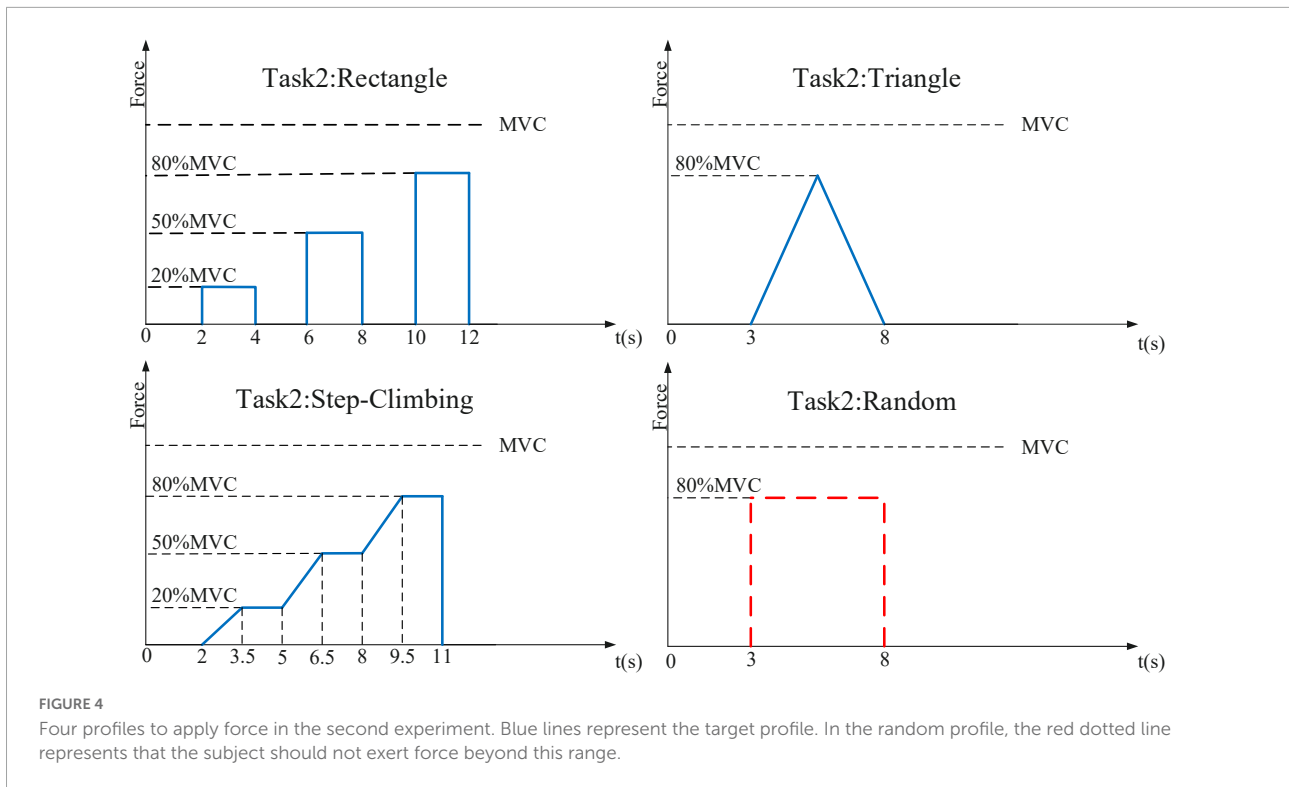 Force
Task2:Rectangle
MVC
80%MVC
50%MVC
20%MVC
0 2 4 6 8 10 12 t(s)
Force
Task2:Triangle
MVC
80%MVC
0 3 8 t(s)
Force
Task2:Step-Climbing
MVC
80%MVC
50%MVC
20%MVC
0 2 3.5 5 6.5 8 9.5 11 t(s)
Force
Task2:Random
MVC
80%MVC
0 3 8 t(s)
FIGURE 4
Four profiles to apply force in the second experiment. Blue lines represent the target profile. In the random profile, the red dotted line
represents that the subject should not exert force beyond this range.